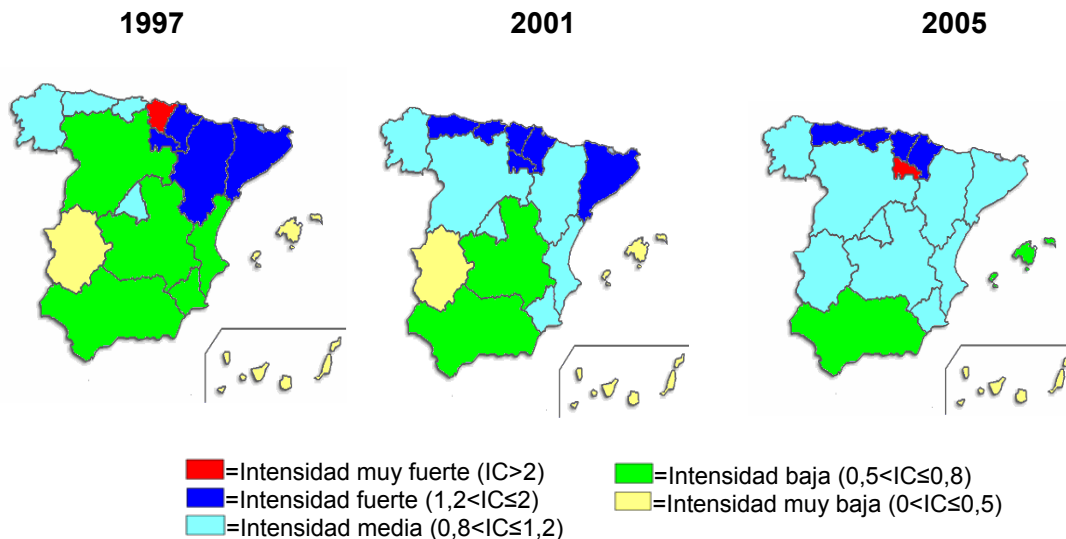 1997 2001 2005
=Intensidad muy fuerte (IC>2)
=Intensidad fuerte (1,2<IC≤2)
=Intensidad media (0,8<IC≤1,2)
=Intensidad baja (0,5<IC≤0,8)
=Intensidad muy baja (0<IC≤0,5)